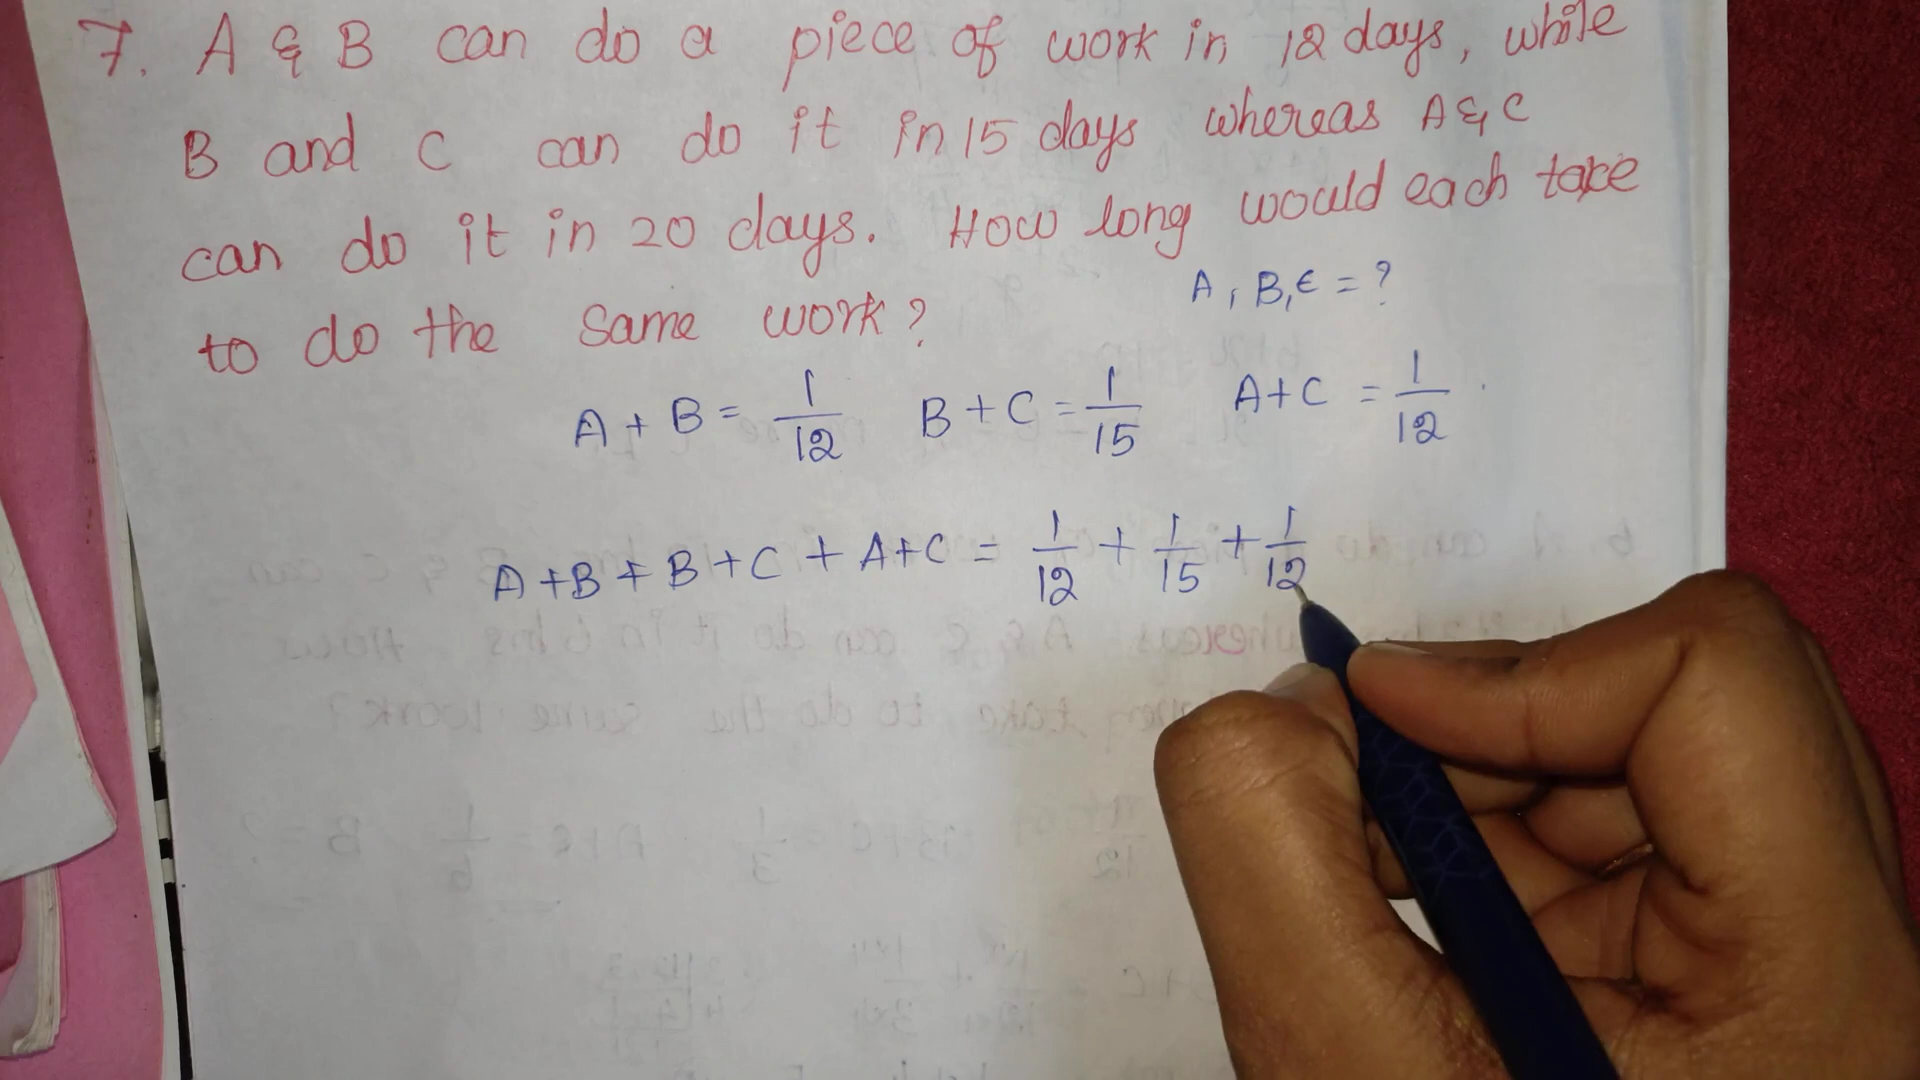 7. A & B can do a piece of work in 12 days, while
B and C can do it in 15 days whereas A & C
can do it in 20 days. How long would each take
to do the same work?
A, B, C = ?
A + B = 1/12 B + C = 1/15 A + C = 1/12
A + B + B + C + A + C = 1/12 + 1/15 + 1/12